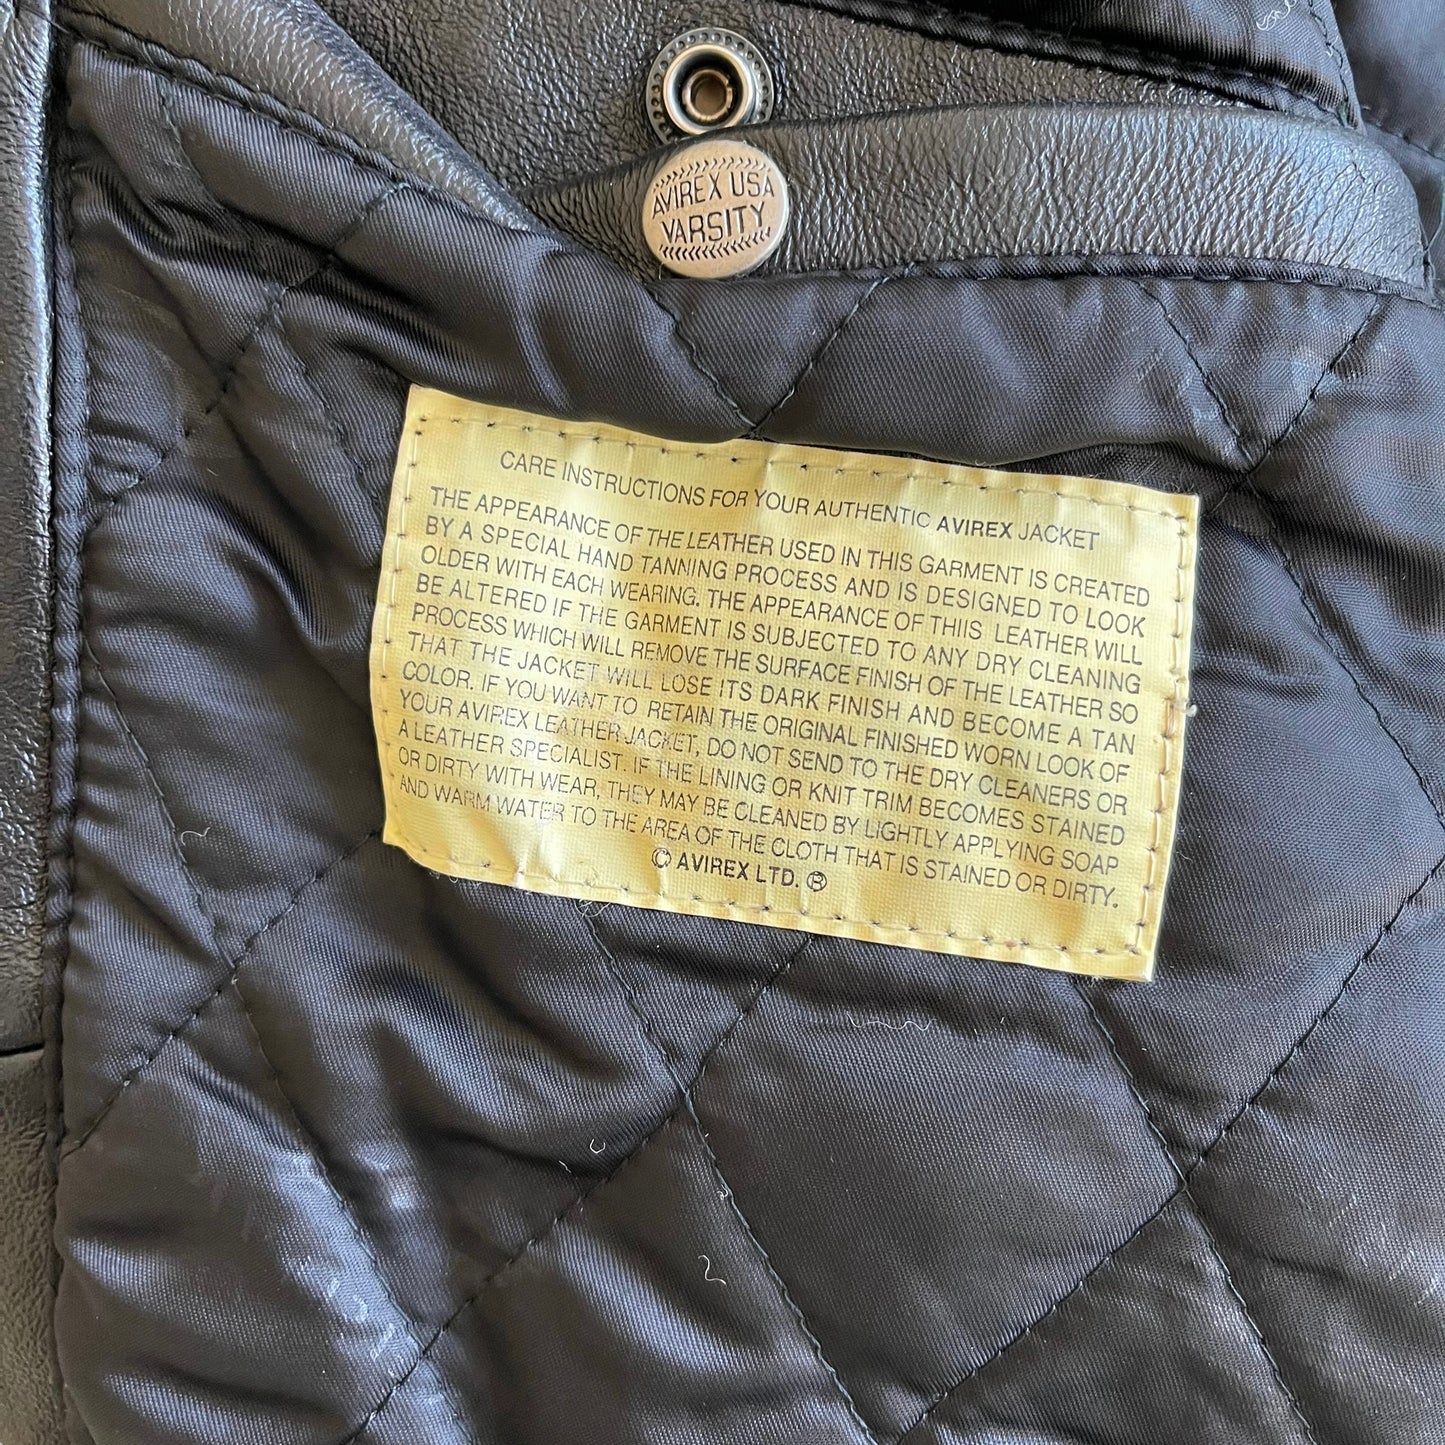 AVIREX USA
VARSITY
CARE INSTRUCTIONS FOR YOUR AUTHENTIC AVIREX JACKET
THE APPEARANCE OF THE LEATHER USED IN THIS GARMENT IS CREATED
BY A SPECIAL HAND TANNING PROCESS AND IS DESIGNED TO LOOK
OLDER WITH EACH WEARING. THE APPEARANCE OF THIIS LEATHER WILL
BE ALTERED IF THE GARMENT IS SUBJECTED TO ANY DRY CLEANING
PROCESS WHICH WILL REMOVE THE SURFACE FINISH OF THE LEATHER SO
THAT THE JACKET WILL LOSE ITS DARK FINISH AND BECOME A TAN
COLOR. IF YOU WANT TO RETAIN THE ORIGINAL FINISHED WORN LOOK OF
YOUR AVIREX LEATHER JACKET, DO NOT SEND TO THE DRY CLEANERS OR
A LEATHER SPECIALIST. IF THE LINING OR KNIT TRIM BECOMES STAINED
OR DIRTY WITH WEAR, THEY MAY BE CLEANED BY LIGHTLY APPLYING SOAP
AND WARM WATER TO THE AREA OF THE CLOTH THAT IS STAINED OR DIRTY.
© AVIREX LTD. ®